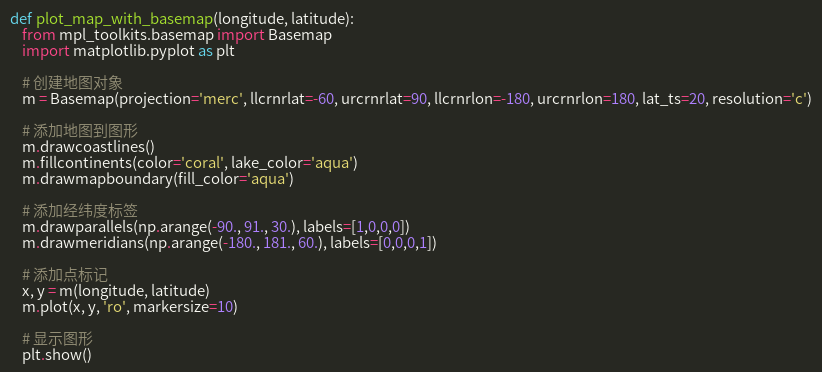 def plot_map_with_basemap(longitude, latitude):
    from mpl_toolkits.basemap import Basemap
    import matplotlib.pyplot as plt

    # 创建地图对象
    m = Basemap(projection='merc', llcrnrlat=-60, urcrnrlat=90, llcrnrlon=-180, urcrnrlon=180, lat_ts=20, resolution='c')

    # 添加地图到图形
    m.drawcoastlines()
    m.fillcontinents(color='coral', lake_color='aqua')
    m.drawmapboundary(fill_color='aqua')

    # 添加经纬度标签
    m.drawparallels(np.arange(-90., 91., 30.), labels=[1,0,0,0])
    m.drawmeridians(np.arange(-180., 181., 60.), labels=[0,0,0,1])

    # 添加点标记
    x, y = m(longitude, latitude)
    m.plot(x, y, 'ro', markersize=10)

    # 显示图形
    plt.show()